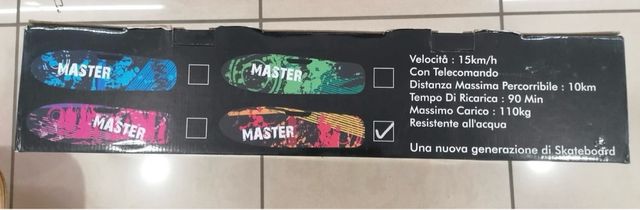 MASTER
MASTER
MASTER
MASTER
Velocità : 15km/h
Con Telecomando
Distanza Massima Percorribile : 10km
Tempo Di Ricarica : 90 Min
Massimo Carico : 110kg
Resistente all'acqua
Una nuova generazione di Skateboard